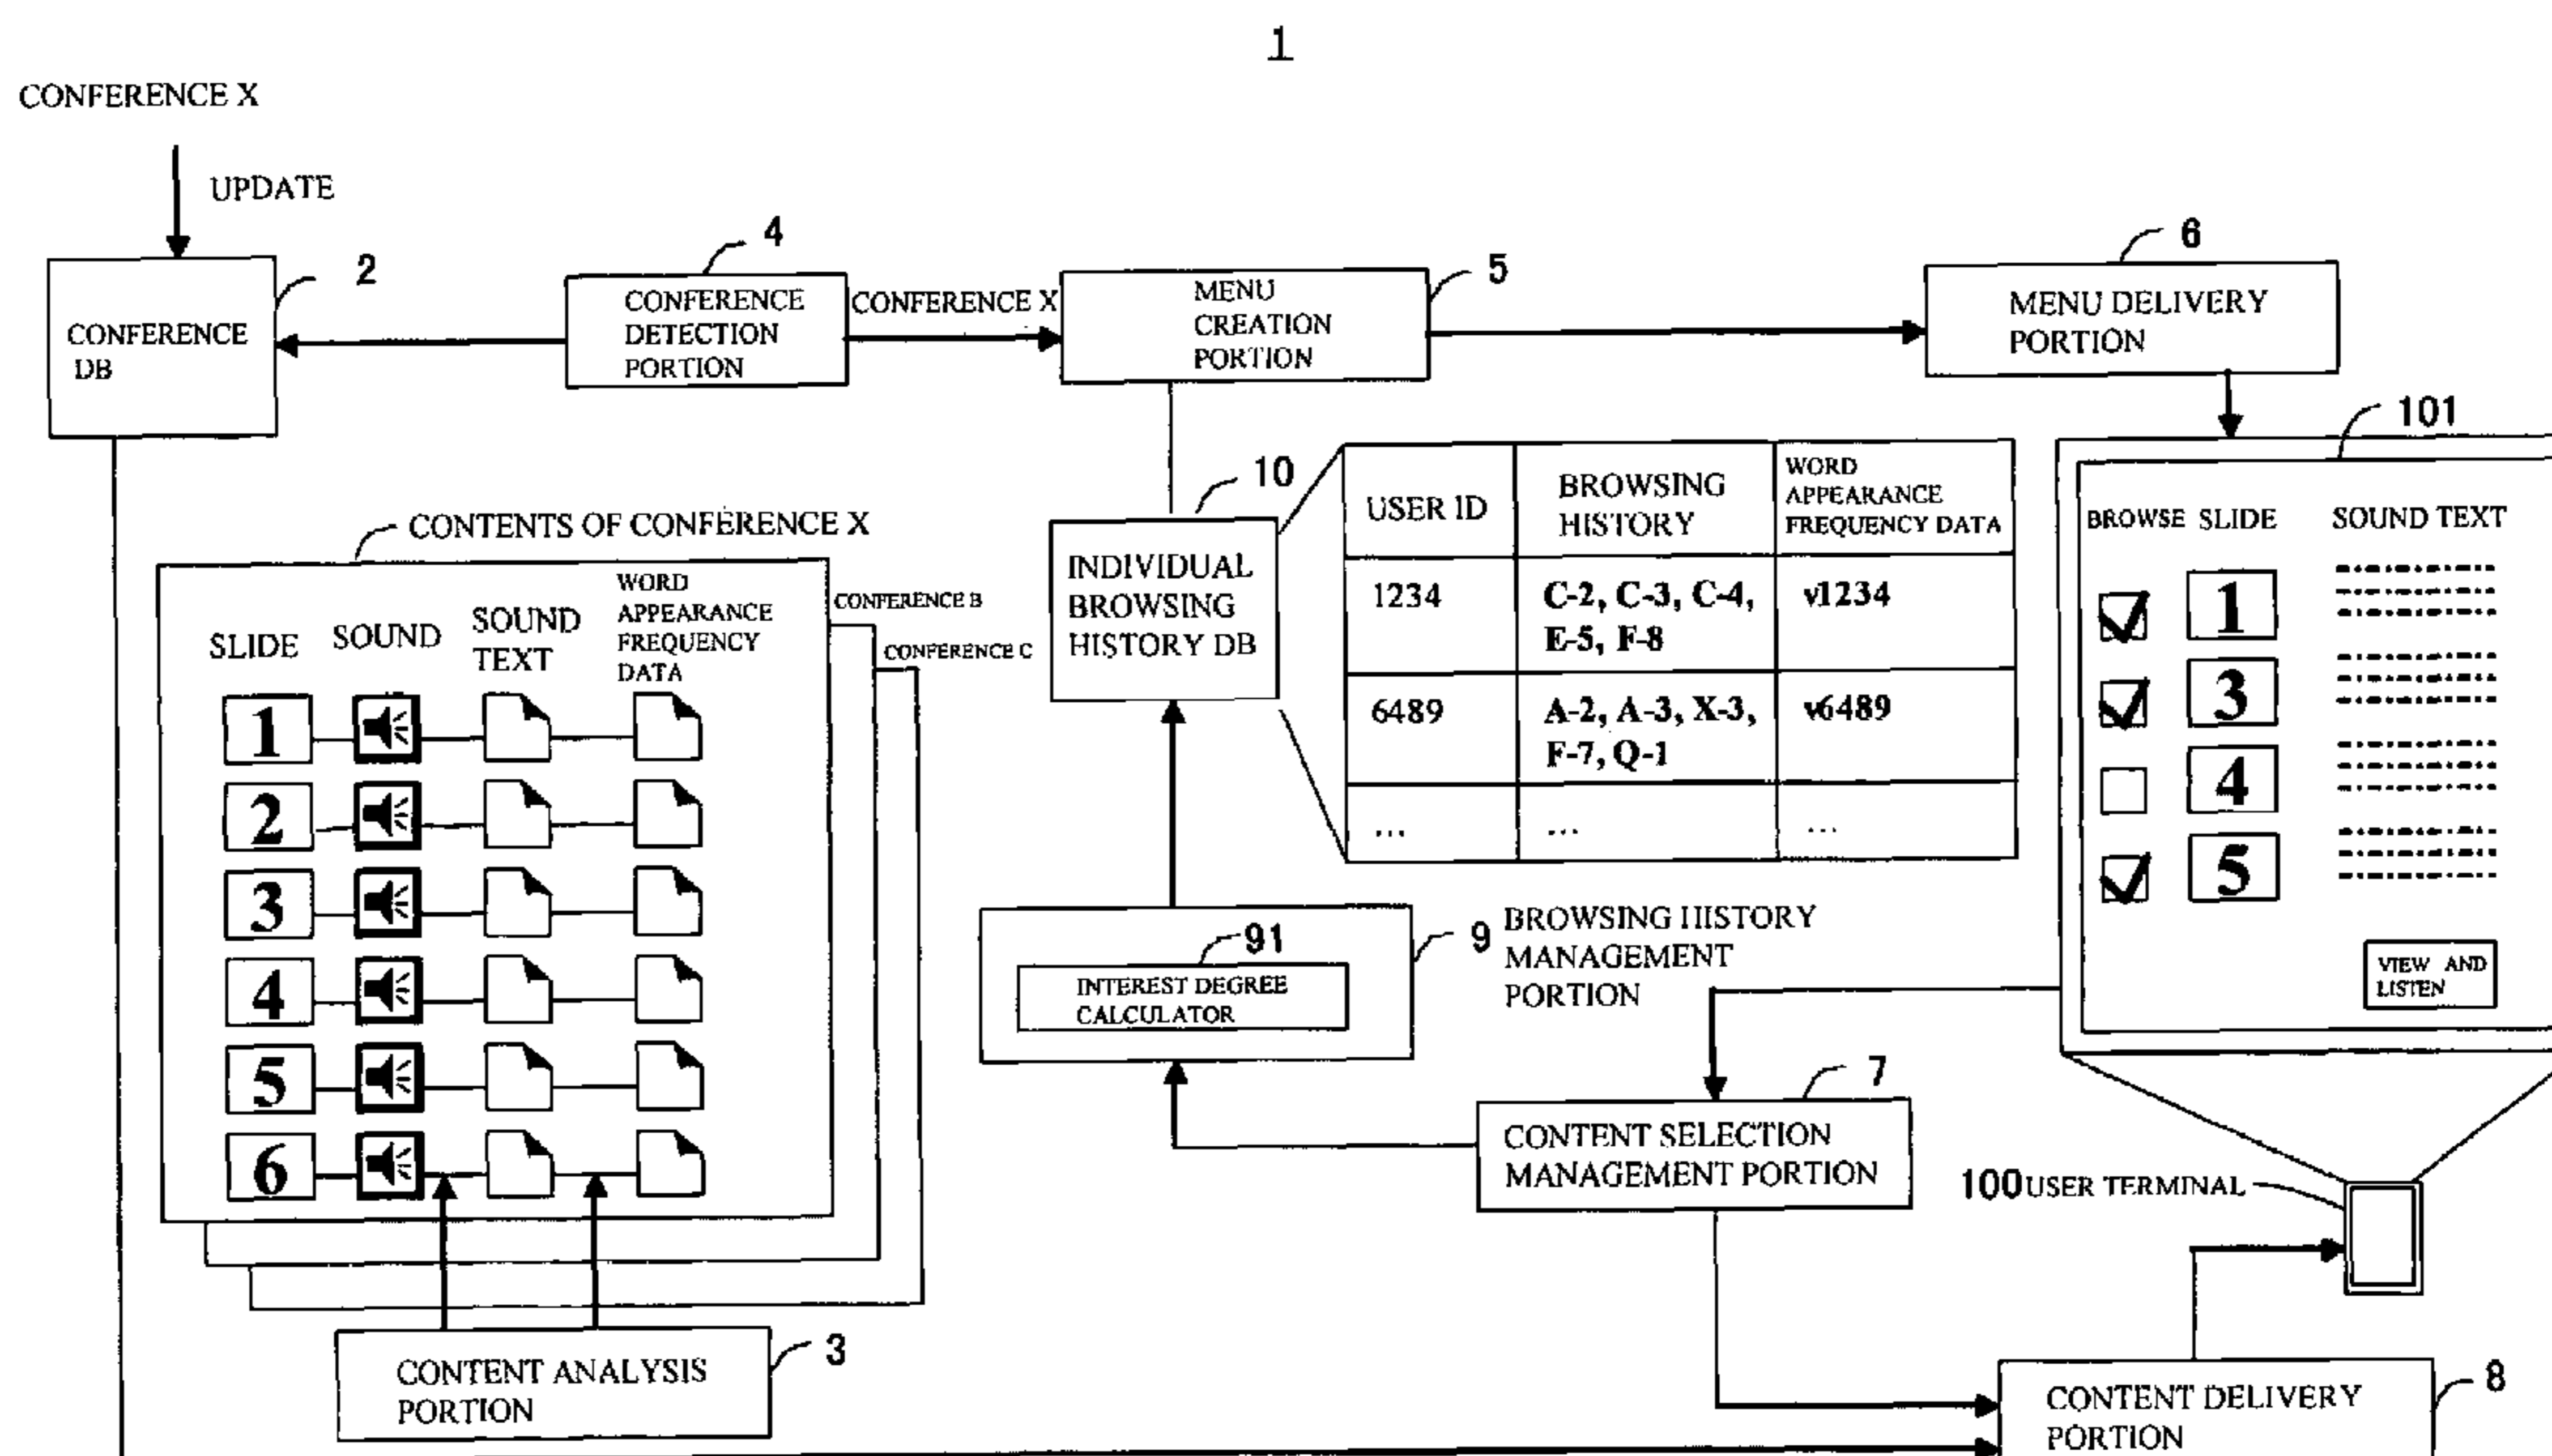 1
CONFERENCE X
UPDATE
2
CONFERENCE
DB
4
CONFERENCE
DETECTION
PORTION
CONFERENCE X
5
MENU
CREATION
PORTION
6
MENU DELIVERY
PORTION
CONTENTS OF CONFERENCE X
CONFERENCE B
CONFERENCE C
SLIDE
SOUND
SOUND
TEXT
WORD
APPEARANCE
FREQUENCY
DATA
1
2
3
4
5
6
3
CONTENT ANALYSIS
PORTION
10
INDIVIDUAL
BROWSING
HISTORY DB
USER ID
BROWSING
HISTORY
WORD
APPEARANCE
FREQUENCY DATA
1234
C-2, C-3, C-4,
E-5, F-8
v1234
6489
A-2, A-3, X-3,
F-7, Q-1
v6489
... ... ...
9
BROWSING HISTORY
MANAGEMENT
PORTION
91
INTEREST DEGREE
CALCULATOR
7
CONTENT SELECTION
MANAGEMENT PORTION
101
BROWSE SLIDE SOUND TEXT
1
3
4
5
VIEW AND
LISTEN
100 USER TERMINAL
8
CONTENT DELIVERY
PORTION